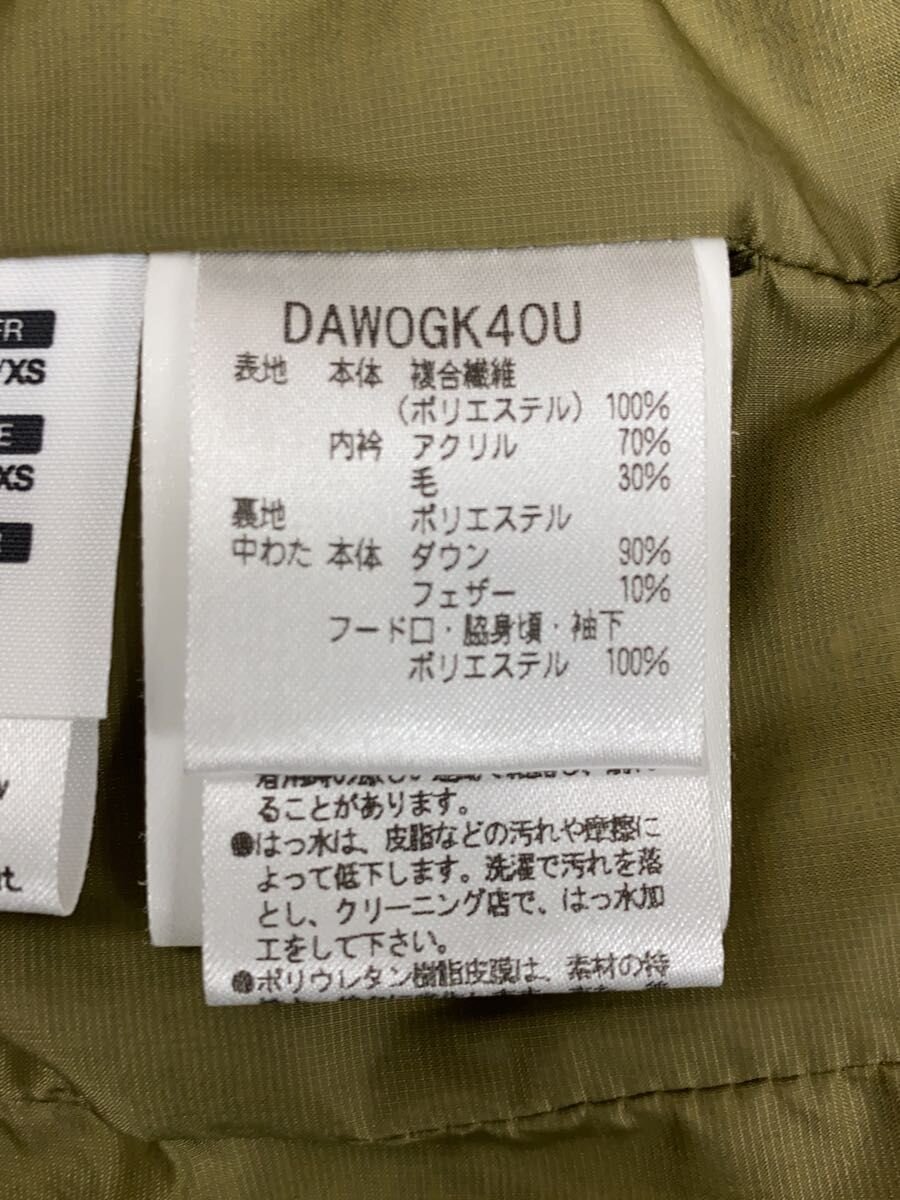 DAWOGK40U
表地 本体 複合繊維
(ポリエステル) 100%
内衿 アクリル 70%
毛 30%
裏地 ポリエステル
中わた 本体 ダウン 90%
フェザー 10%
フード口・脇身頃・袖下
ポリエステル 100%
ることがあります。
●はっ水は、皮脂などの汚れや摩擦に
よって低下します。洗濯で汚れを落
とし、クリーニング店で、はっ水加
工をして下さい。
●ポリウレタン樹脂皮膜は、素材の特
FR
/XS
E
XS